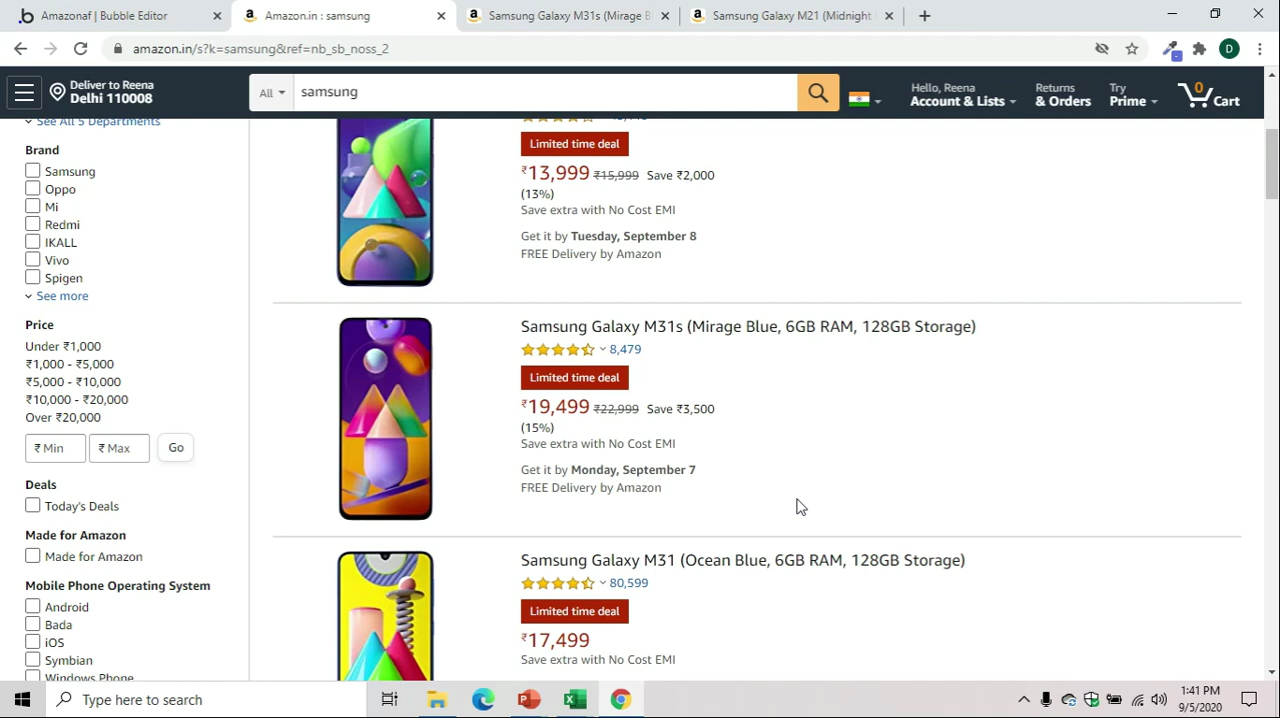 Amazonaf | Bubble Editor
Amazon.in : samsung
Samsung Galaxy M31s (Mirage B
Samsung Galaxy M21 (Midnight
amazon.in/s?k=samsung&ref=nb_sb_noss_2
D
Deliver to Reena
Delhi 110008
All
samsung
Hello, Reena
Account & Lists
Returns
& Orders
Try
Prime
0
Cart
See All 5 Departments
Brand
Samsung
Oppo
Mi
Redmi
IKALL
Vivo
Spigen
See more
Price
Under ₹1,000
₹1,000 - ₹5,000
₹5,000 - ₹10,000
₹10,000 - ₹20,000
Over ₹20,000
₹ Min
₹ Max
Go
Deals
Today's Deals
Made for Amazon
Made for Amazon
Mobile Phone Operating System
Android
Bada
iOS
Symbian
Windows Phone
Limited time deal
₹13,999 ₹15,999 Save ₹2,000
(13%)
Save extra with No Cost EMI
Get it by Tuesday, September 8
FREE Delivery by Amazon
Samsung Galaxy M31s (Mirage Blue, 6GB RAM, 128GB Storage)
8,479
Limited time deal
₹19,499 ₹22,999 Save ₹3,500
(15%)
Save extra with No Cost EMI
Get it by Monday, September 7
FREE Delivery by Amazon
Samsung Galaxy M31 (Ocean Blue, 6GB RAM, 128GB Storage)
80,599
Limited time deal
₹17,499
Save extra with No Cost EMI
Type here to search
1:41 PM
9/5/2020